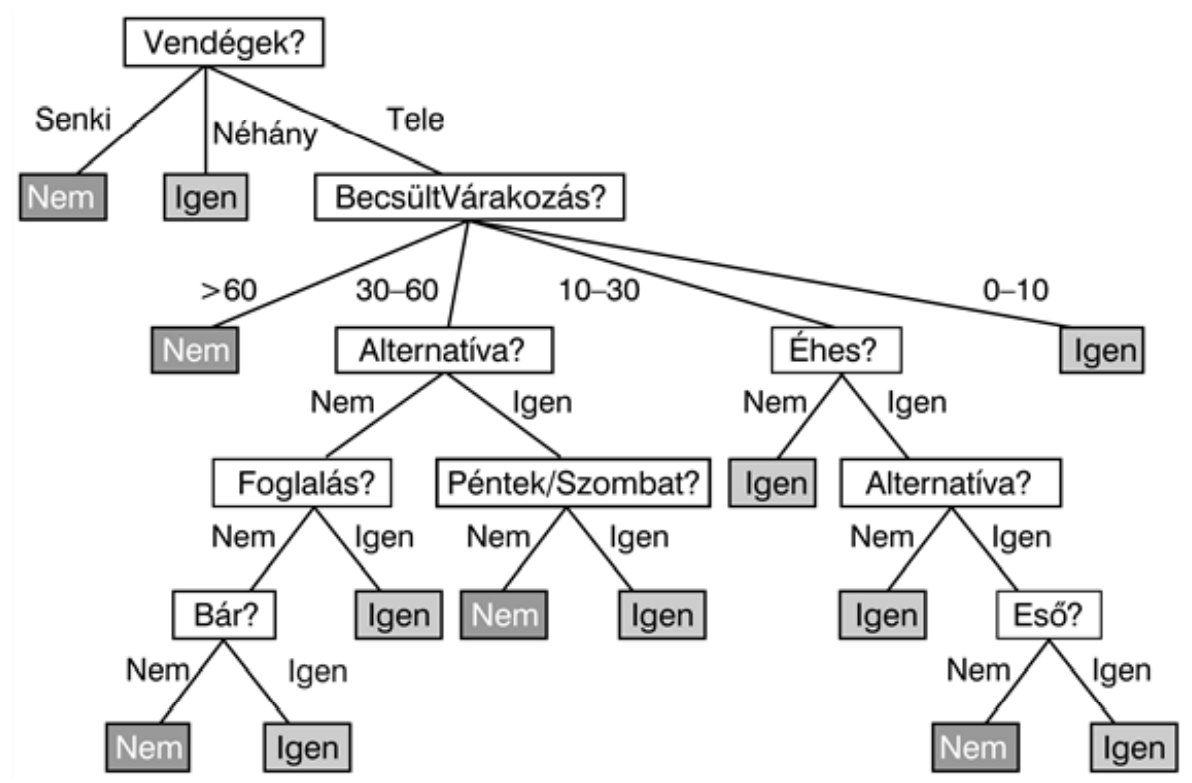 Vendégek?
Senki
Néhány
Tele
Nem
Igen
BecsültVárakozás?
>60
30–60
10–30
0–10
Nem
Alternatíva?
Éhes?
Igen
Nem
Igen
Nem
Igen
Foglalás?
Péntek/Szombat?
Igen
Alternatíva?
Nem
Igen
Nem
Igen
Nem
Igen
Bár?
Igen
Nem
Igen
Igen
Eső?
Nem
Igen
Nem
Igen
Nem
Igen
Nem
Igen